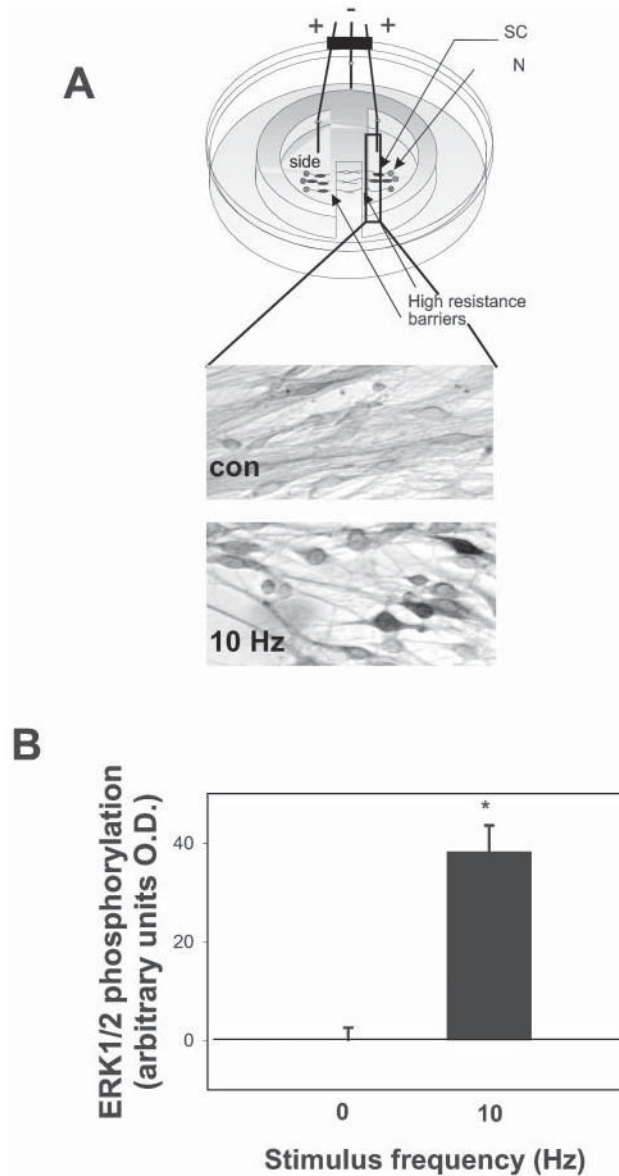 A
+ - +
SC
N
side
High resistance
barriers
con
10 Hz
B
ERK1/2 phosphorylation
(arbitrary units O.D.)
40
20
0
*
0 10
Stimulus frequency (Hz)